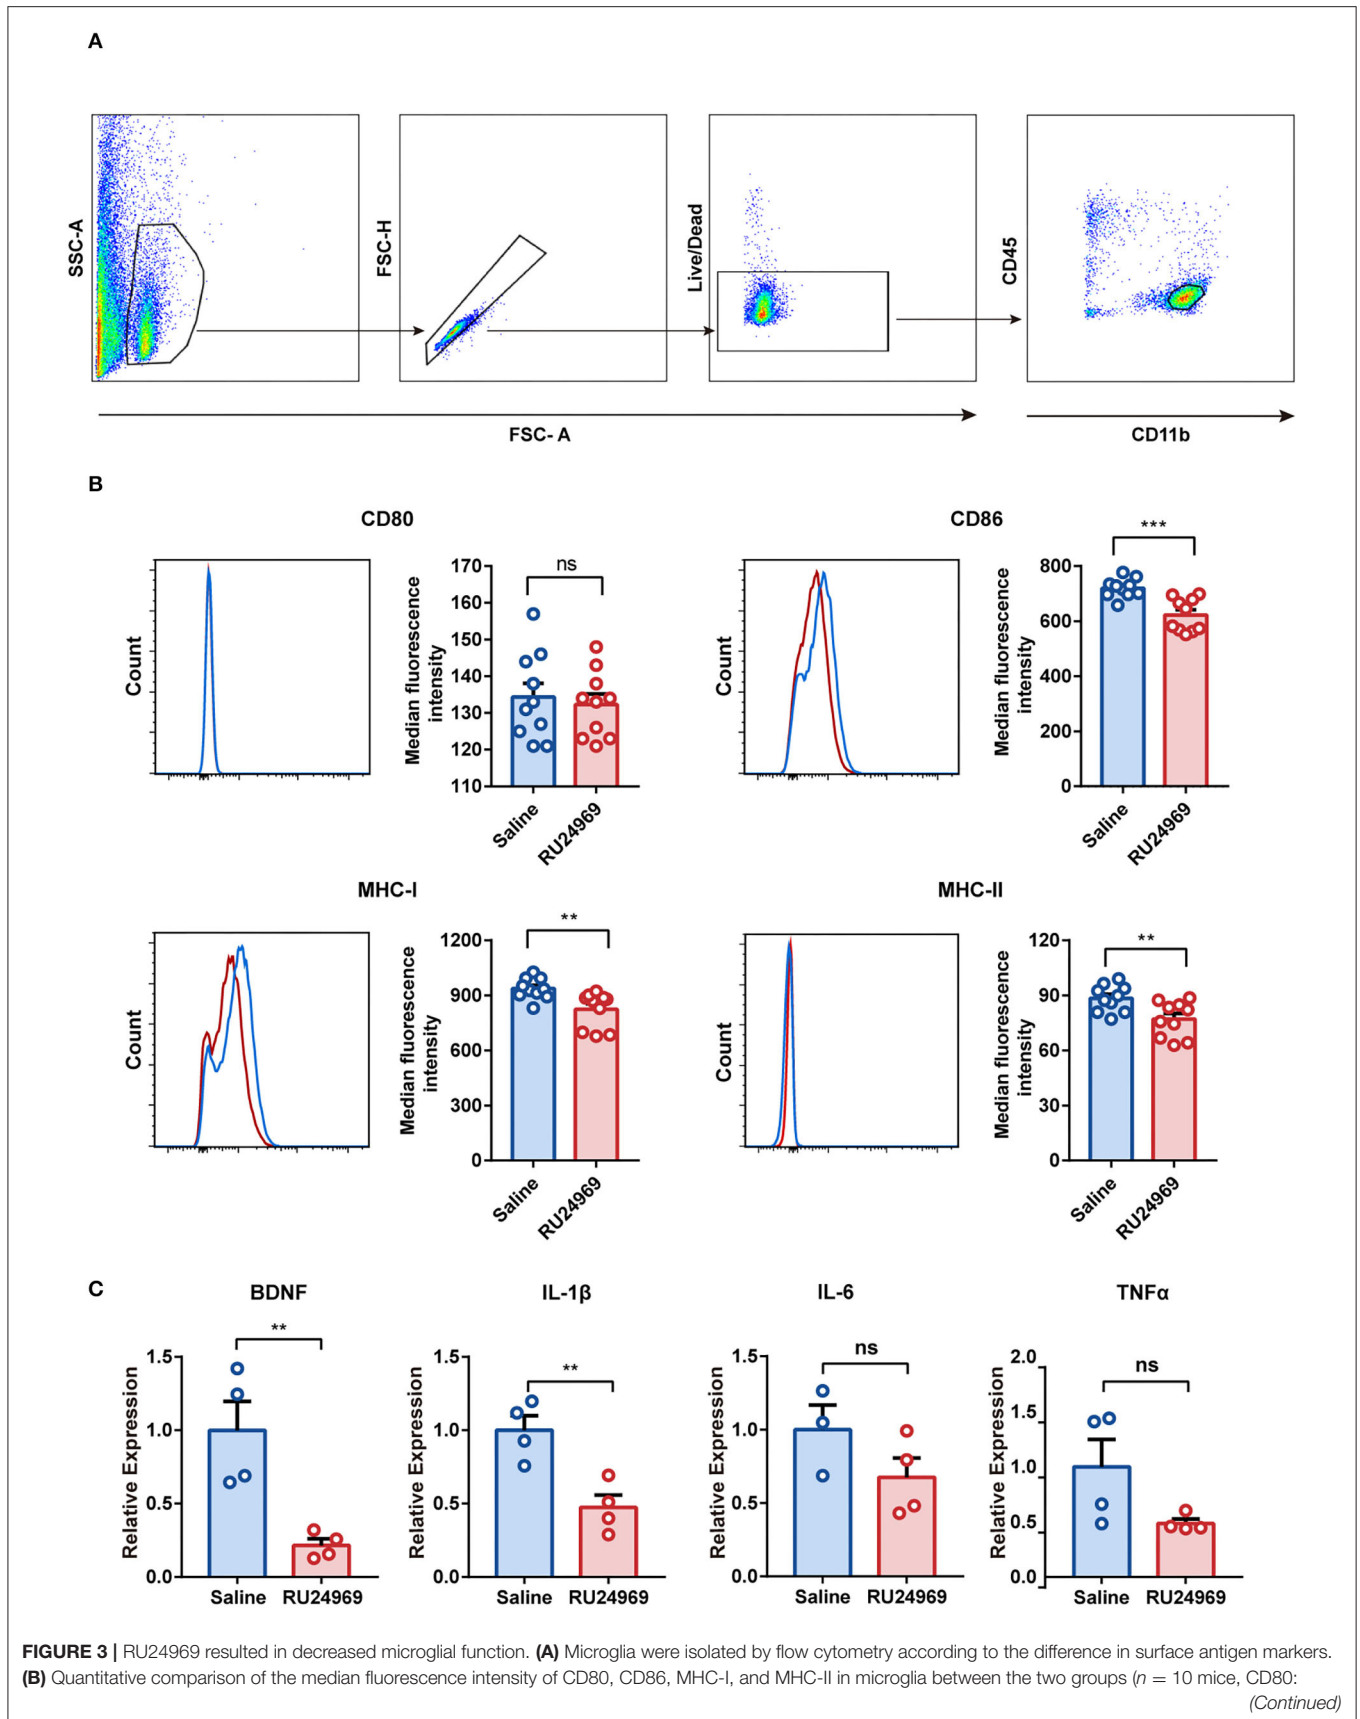 A
SSC-A
FSC-H
Live/Dead
CD45
FSC- A
CD11b
B
CD80
Count
Median fluorescence
intensity
170
160
150
140
130
120
110
ns
Saline
RU24969
CD86
Median fluorescence
intensity
800
600
400
200
0
***
Saline
RU24969
MHC-I
Count
Median fluorescence
intensity
1200
900
600
300
0
**
Saline
RU24969
MHC-II
Count
Median fluorescence
intensity
120
90
60
30
0
**
Saline
RU24969
Count
C
BDNF
Relative Expression
1.5
1.0
0.5
0.0
**
Saline RU24969
IL-1β
Relative Expression
1.5
1.0
0.5
0.0
**
Saline RU24969
IL-6
Relative Expression
1.5
1.0
0.5
0.0
ns
Saline RU24969
TNFα
Relative Expression
2.0
1.5
1.0
0.5
0.0
ns
Saline RU24969
FIGURE 3 | RU24969 resulted in decreased microglial function. (A) Microglia were isolated by flow cytometry according to the difference in surface antigen markers.
(B) Quantitative comparison of the median fluorescence intensity of CD80, CD86, MHC-I, and MHC-II in microglia between the two groups (n = 10 mice, CD80:
(Continued)